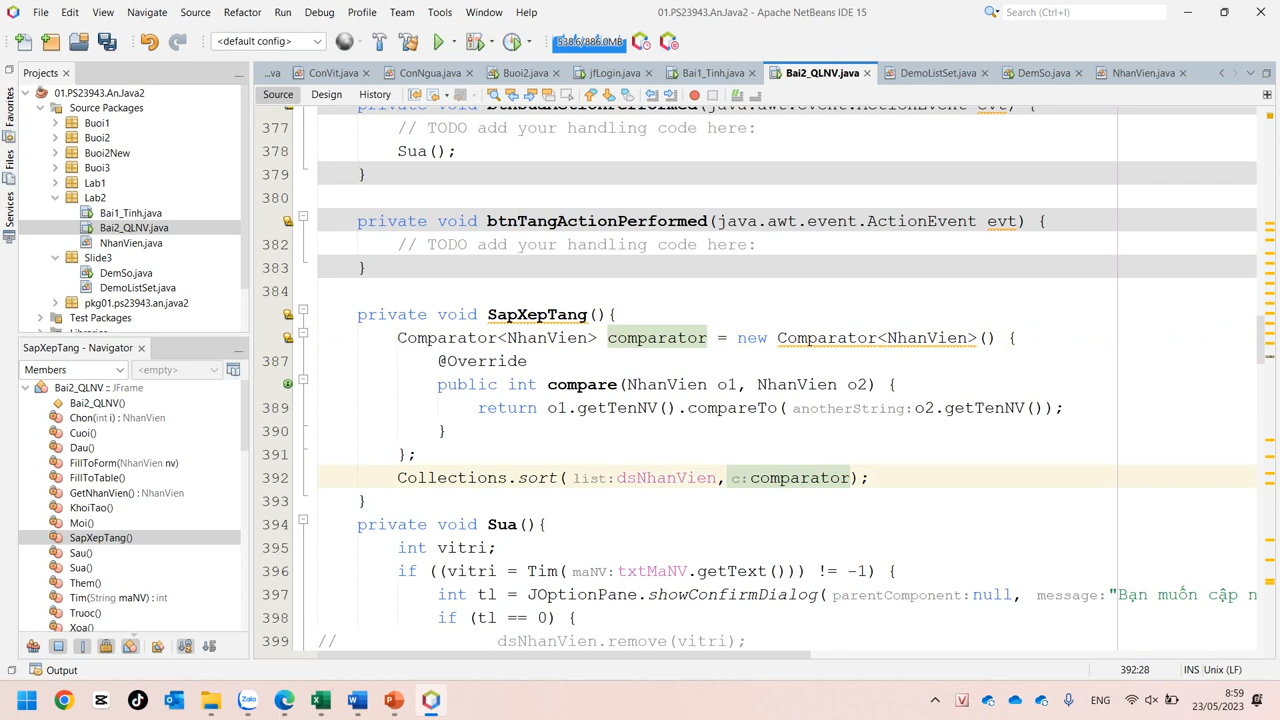 File Edit View Navigate Source Refactor Run Debug Profile Team Tools Window Help 01.PS23943.AnJava2 - Apache NetBeans IDE 15 Search (Ctrl+I)
<default config> 538.6/886.0MB
Projects ...va ConVit.java ConNgua.java Buoi2.java jfLogin.java Bai1_Tinh.java Bai2_QLNV.java DemoListSet.java DemSo.java NhanVien.java
01.PS23943.AnJava2
Source Packages
Buoi1
Buoi2
Buoi2New
Buoi3
Lab1
Lab2
Bai1_Tinh.java
Bai2_QLNV.java
NhanVien.java
Slide3
DemSo.java
DemoListSet.java
pkg01.ps23943.an.java2
Test Packages
Favorites
Files
Services
SapXepTang - Navigator
Members <empty>
Bai2_QLNV :: JFrame
Bai2_QLNV()
Chon(int i) : NhanVien
Cuoi()
Dau()
FillToForm(NhanVien nv)
FillToTable()
GetNhanVien() : NhanVien
KhoiTao()
Moi()
SapXepTang()
Sau()
Sua()
Them()
Tim(String maNV) : int
Truoc()
Xoa()
Source Design History
377 // TODO add your handling code here:
378 Sua();
379 }
380
private void btnTangActionPerformed(java.awt.event.ActionEvent evt) {
382 // TODO add your handling code here:
383 }
384
private void SapXepTang(){
Comparator<NhanVien> comparator = new Comparator<NhanVien>() {
387 @Override
public int compare(NhanVien o1, NhanVien o2) {
389 return o1.getTenNV().compareTo(anotherString:o2.getTenNV());
390 }
391 };
392 Collections.sort(list:dsNhanVien,c:comparator);
393 }
394 private void Sua(){
395 int vitri;
396 if ((vitri = Tim(maNV:txtMaNV.getText())) != -1) {
397 int tl = JOptionPane.showConfirmDialog(parentComponent:null, message:"Bạn muốn cập n
398 if (tl == 0) {
399 // dsNhanVien.remove(vitri);
Output 392:28 INS Unix (LF)
Zalo ENG 8:59
23/05/2023